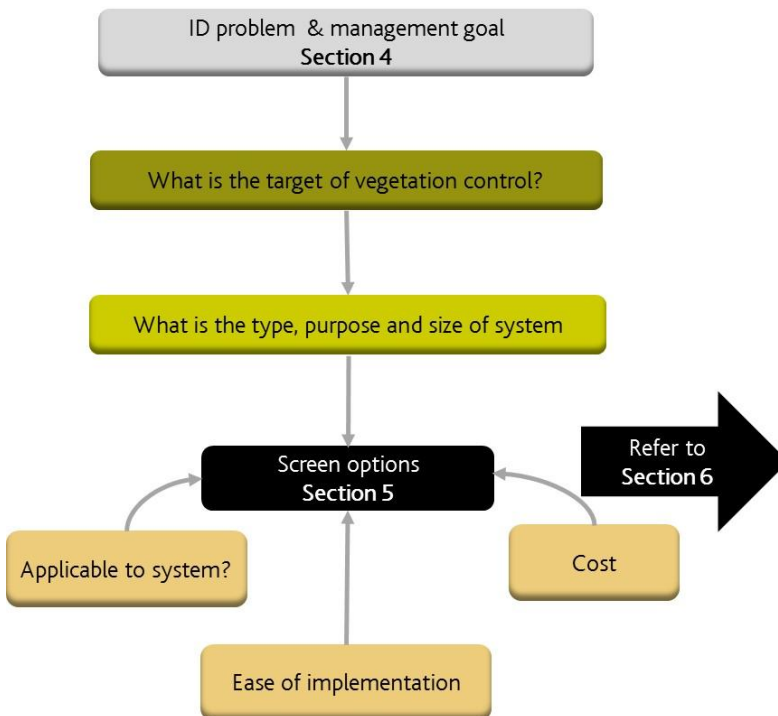 ID problem & management goal
Section 4
What is the target of vegetation control?
What is the type, purpose and size of system
Screen options
Section 5
Refer to
Section 6
Applicable to system?
Cost
Ease of implementation